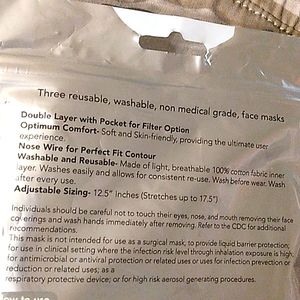 Three reusable, washable, non medical grade, face masks
Double Layer with Pocket for Filter Option
Optimum Comfort- Soft and Skin-friendly, providing the ultimate user
experience.
Nose Wire for Perfect Fit Contour
Washable and Reusable- Made of light, breathable 100% cotton fabric inner
layer. Washes easily and allows for consistent re-use. Wash before wear. Wash
after every use.
Adjustable Sizing- 12.5" Inches (Stretches up to 17.5")
Individuals should be careful not to touch their eyes, nose, and mouth removing their face
coverings and wash hands immediately after removing. Refer to the CDC for additional
recommendations.
This mask is not intended for use as a surgical mask, to provide liquid barrier protection;
for use in clinical setting where the infection risk level through inhalation exposure is high;
for antimicrobial or antiviral protection or related uses or uses for infection prevention or
reduction or related uses; as a
respiratory protective device; or for high risk aerosol generating procedures.
How to use